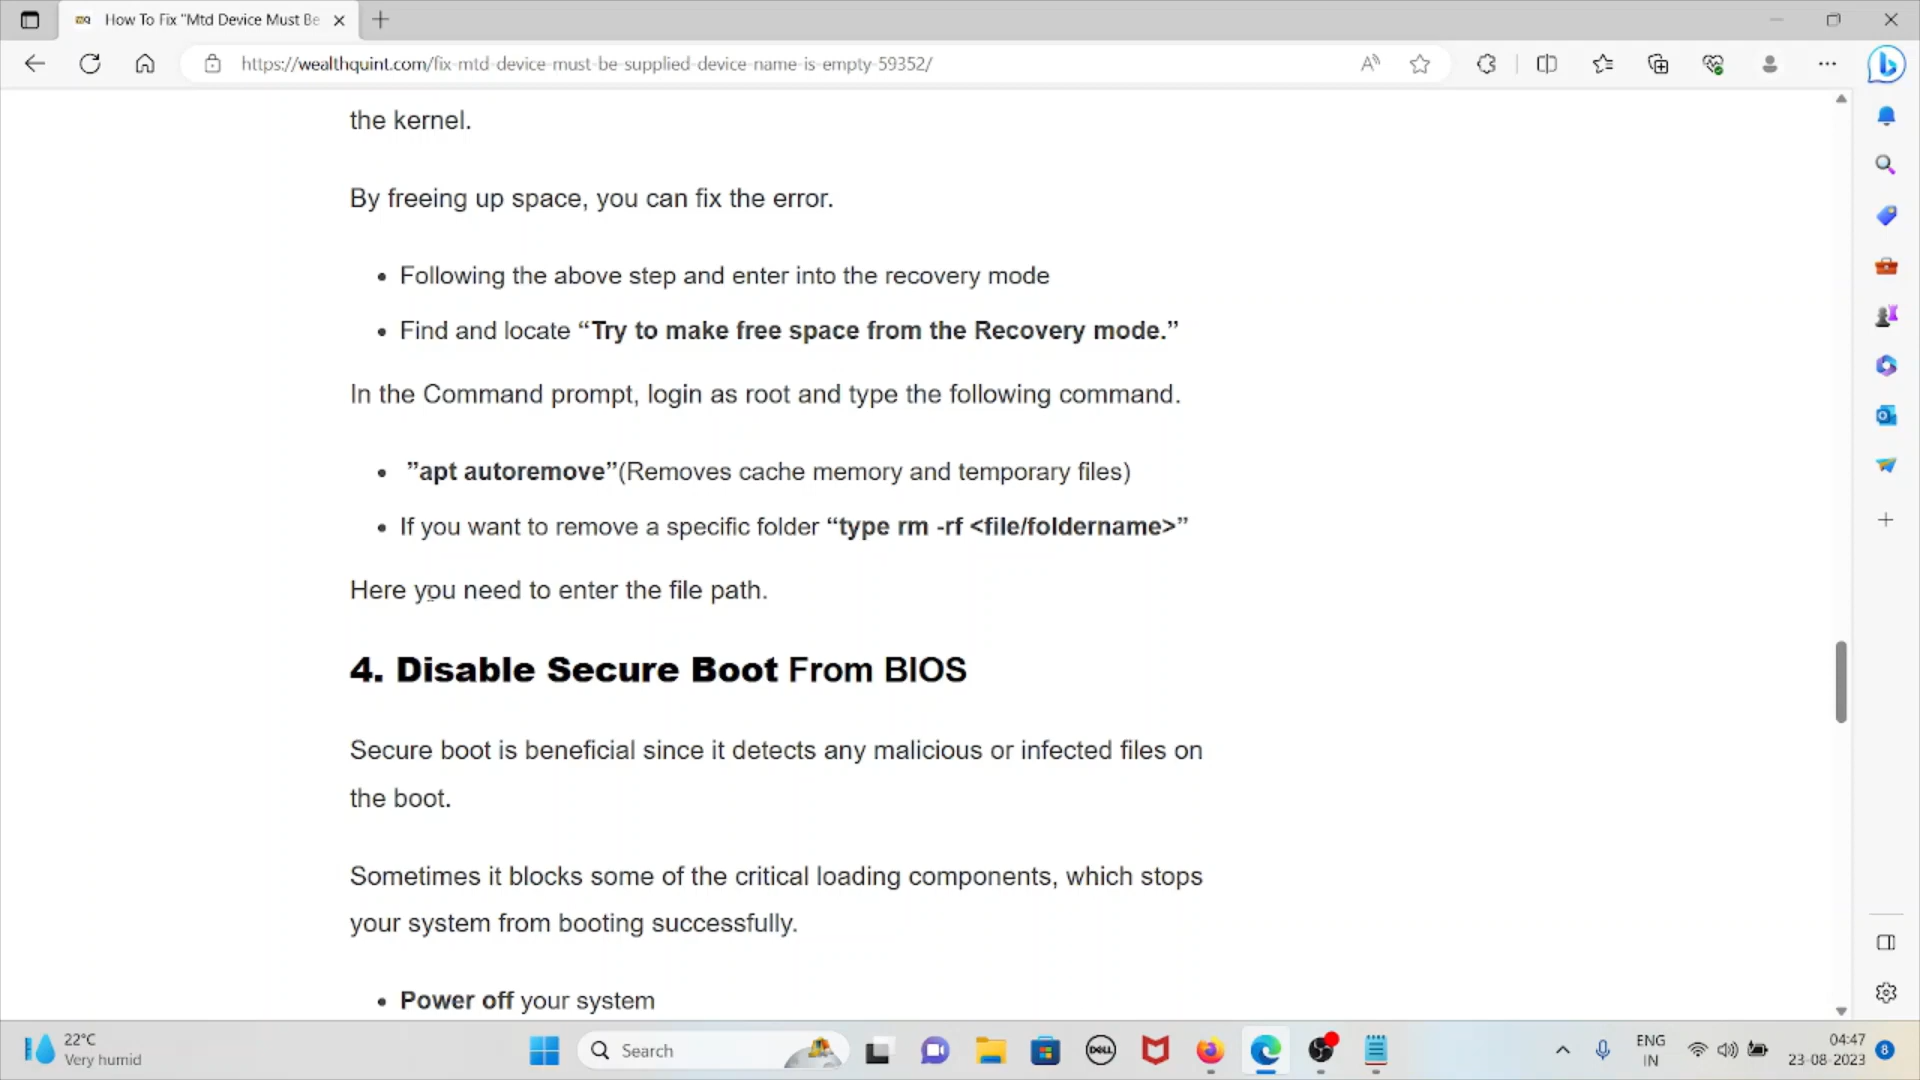 How To Fix "Mtd Device Must Be
https://wealthquint.com/fix-mtd-device-must-be-supplied-device-name-is-empty-59352/
the kernel.
By freeing up space, you can fix the error.
• Following the above step and enter into the recovery mode
• Find and locate “Try to make free space from the Recovery mode.”
In the Command prompt, login as root and type the following command.
• ”apt autoremove”(Removes cache memory and temporary files)
• If you want to remove a specific folder “type rm -rf <file/foldername>”
Here you need to enter the file path.
4. Disable Secure Boot From BIOS
Secure boot is beneficial since it detects any malicious or infected files on
the boot.
Sometimes it blocks some of the critical loading components, which stops
your system from booting successfully.
• Power off your system
22°C
Very humid
Search
DELL
ENG
IN
04:47
23-08-2023
8